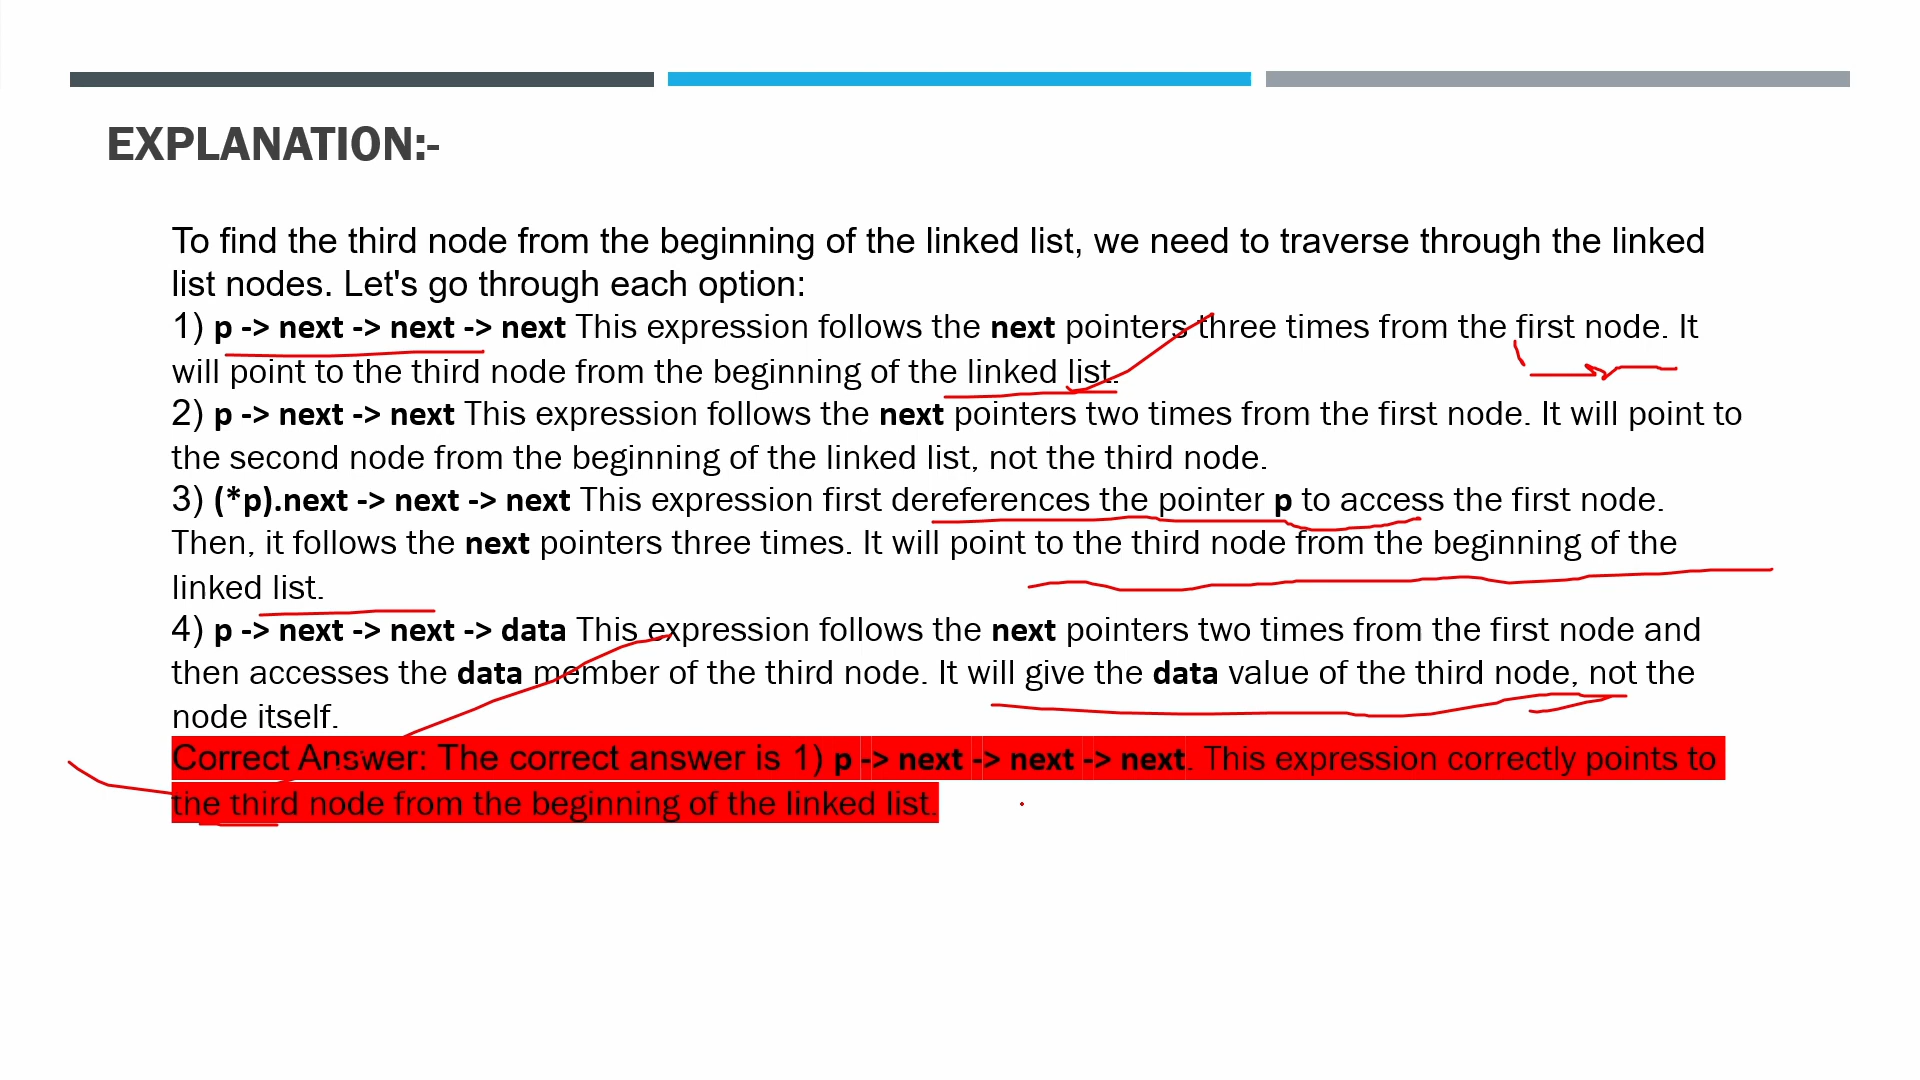 EXPLANATION:-
To find the third node from the beginning of the linked list, we need to traverse through the linked
list nodes. Let's go through each option:
1) p -> next -> next -> next This expression follows the next pointers three times from the first node. It
will point to the third node from the beginning of the linked list.
2) p -> next -> next This expression follows the next pointers two times from the first node. It will point to
the second node from the beginning of the linked list, not the third node.
3) (*p).next -> next -> next This expression first dereferences the pointer p to access the first node.
Then, it follows the next pointers three times. It will point to the third node from the beginning of the
linked list.
4) p -> next -> next -> data This expression follows the next pointers two times from the first node and
then accesses the data member of the third node. It will give the data value of the third node, not the
node itself.
Correct Answer: The correct answer is 1) p -> next -> next -> next. This expression correctly points to
the third node from the beginning of the linked list.